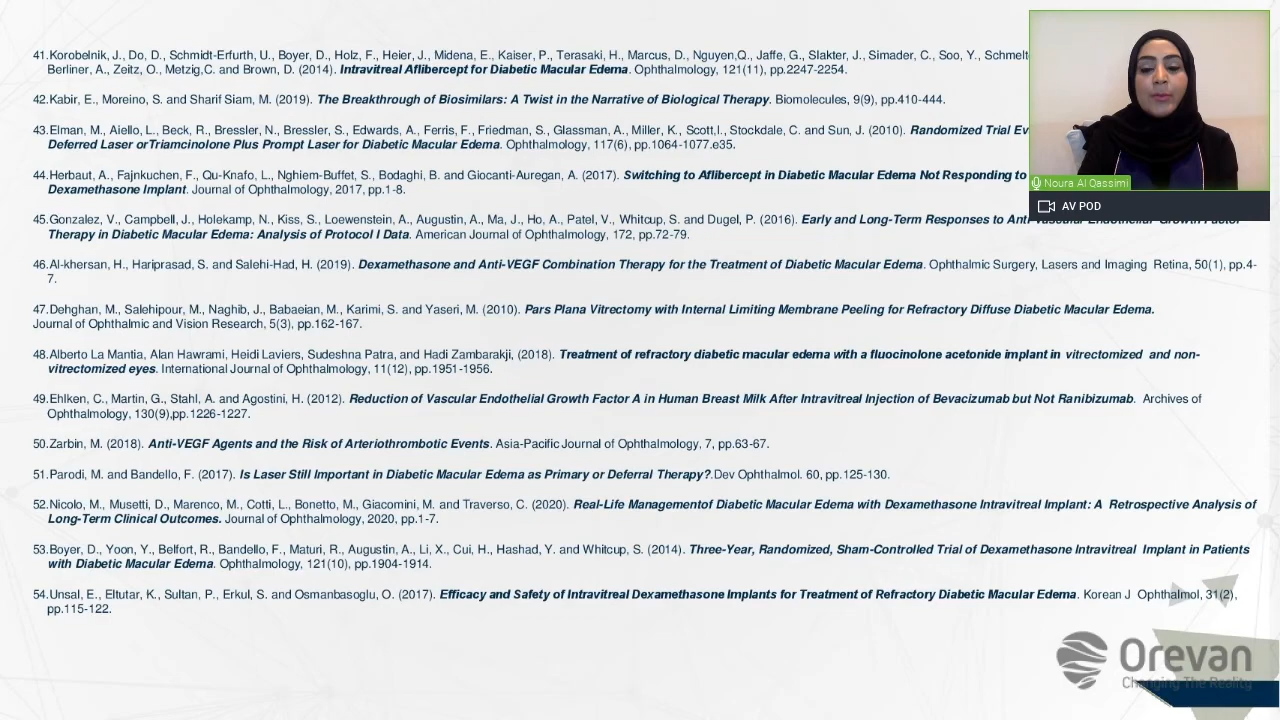 41.Korobelnik, J., Do, D., Schmidt-Erfurth, U., Boyer, D., Holz, F., Heier, J., Midena, E., Kaiser, P., Terasaki, H., Marcus, D., Nguyen,Q., Jaffe, G., Slakter, J., Simader, C., Soo, Y.,
Berliner, A., Zeitz, O., Metzig,C. and Brown, D. (2014). Intravitreal Aflibercept for Diabetic Macular Edema. Ophthalmology, 121(11), pp.2247-2254.
42.Kabir, E., Moreino, S. and Sharif Siam, M. (2019). The Breakthrough of Biosimilars: A Twist in the Narrative of Biological Therapy. Biomolecules, 9(9), pp.410-444.
43.Elman, M., Aiello, L., Beck, R., Bressler, N., Bressler, S., Edwards, A., Ferris, F., Friedman, S., Glassman, A., Miller, K., Scott,I., Stockdale, C. and Sun, J. (2010). Randomized Trial
Deferred Laser orTriamcinolone Plus Prompt Laser for Diabetic Macular Edema. Ophthalmology, 117(6), pp.1064-1077.e35.
44.Herbaut, A., Fajnkuchen, F., Qu-Knafo, L., Nghiem-Buffet, S., Bodaghi, B. and Giocanti-Auregan, A. (2017). Switching to Aflibercept in Diabetic Macular Edema Not Responding to
Dexamethasone Implant. Journal of Ophthalmology, 2017, pp.1-8.
45.Gonzalez, V., Campbell, J., Holekamp, N., Kiss, S., Loewenstein, A., Augustin, A., Ma, J., Ho, A., Patel, V., Whitcup, S. and Dugel, P. (2016). Early and Long-Term Responses to Anti-Vascular Endothelial Growth Factor
Therapy in Diabetic Macular Edema: Analysis of Protocol I Data. American Journal of Ophthalmology, 172, pp.72-79.
46.Al-khersan, H., Hariprasad, S. and Salehi-Had, H. (2019). Dexamethasone and Anti-VEGF Combination Therapy for the Treatment of Diabetic Macular Edema. Ophthalmic Surgery, Lasers and Imaging Retina, 50(1), pp.4-
7.
47.Dehghan, M., Salehipour, M., Naghib, J., Babaeian, M., Karimi, S. and Yaseri, M. (2010). Pars Plana Vitrectomy with Internal Limiting Membrane Peeling for Refractory Diffuse Diabetic Macular Edema.
Journal of Ophthalmic and Vision Research, 5(3), pp.162-167.
48.Alberto La Mantia, Alan Hawrami, Heidi Laviers, Sudeshna Patra, and Hadi Zambarakji, (2018). Treatment of refractory diabetic macular edema with a fluocinolone acetonide implant in vitrectomized and non-
vitrectomized eyes. International Journal of Ophthalmology, 11(12), pp.1951-1956.
49.Ehlken, C., Martin, G., Stahl, A. and Agostini, H. (2012). Reduction of Vascular Endothelial Growth Factor A in Human Breast Milk After Intravitreal Injection of Bevacizumab but Not Ranibizumab. Archives of
Ophthalmology, 130(9),pp.1226-1227.
50.Zarbin, M. (2018). Anti-VEGF Agents and the Risk of Arteriothrombotic Events. Asia-Pacific Journal of Ophthalmology, 7, pp.63-67.
51.Parodi, M. and Bandello, F. (2017). Is Laser Still Important in Diabetic Macular Edema as Primary or Deferral Therapy?.Dev Ophthalmol. 60, pp.125-130.
52.Nicolo, M., Musetti, D., Marenco, M., Cotti, L., Bonetto, M., Giacomini, M. and Traverso, C. (2020). Real-Life Managementof Diabetic Macular Edema with Dexamethasone Intravitreal Implant: A Retrospective Analysis of
Long-Term Clinical Outcomes. Journal of Ophthalmology, 2020, pp.1-7.
53.Boyer, D., Yoon, Y., Belfort, R., Bandello, F., Maturi, R., Augustin, A., Li, X., Cui, H., Hashad, Y. and Whitcup, S. (2014). Three-Year, Randomized, Sham-Controlled Trial of Dexamethasone Intravitreal Implant in Patients
with Diabetic Macular Edema. Ophthalmology, 121(10), pp.1904-1914.
54.Unsal, E., Eltutar, K., Sultan, P., Erkul, S. and Osmanbasoglu, O. (2017). Efficacy and Safety of Intravitreal Dexamethasone Implants for Treatment of Refractory Diabetic Macular Edema. Korean J Ophthalmol, 31(2),
pp.115-122.
Noura Al Qassimi
AV POD
Orevan
Changing The Reality